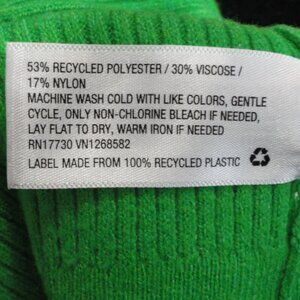 53% RECYCLED POLYESTER / 30% VISCOSE /
17% NYLON
MACHINE WASH COLD WITH LIKE COLORS, GENTLE
CYCLE, ONLY NON-CHLORINE BLEACH IF NEEDED,
LAY FLAT TO DRY, WARM IRON IF NEEDED
RN17730 VN1268582
LABEL MADE FROM 100% RECYCLED PLASTIC